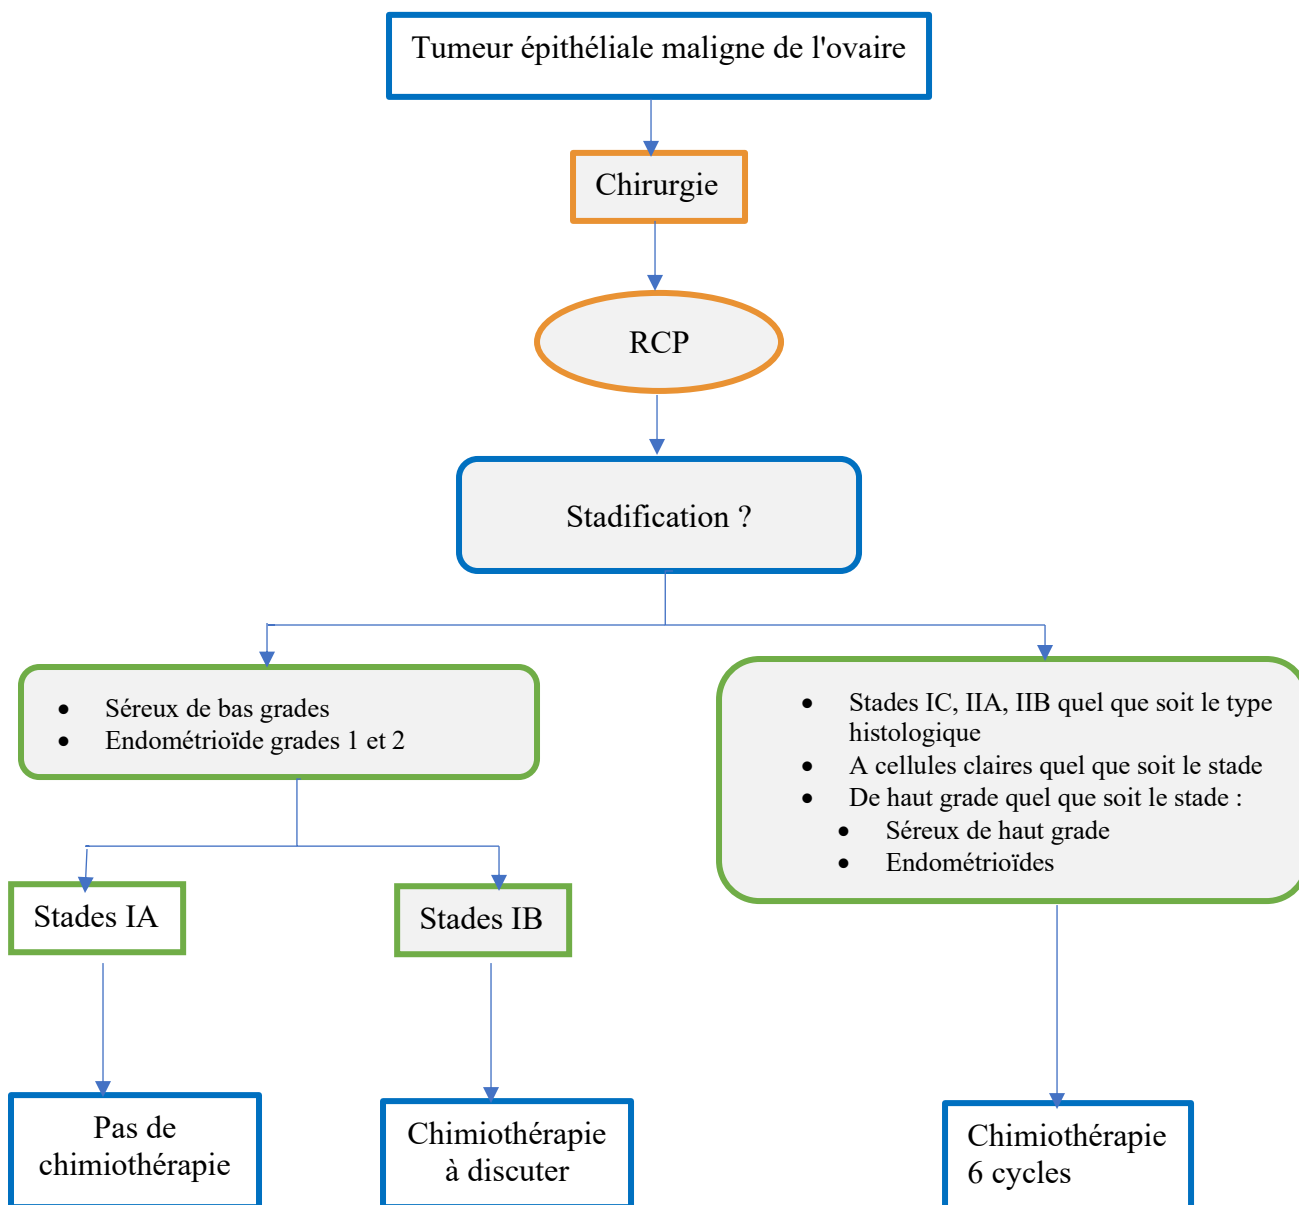 Tumeur épithéliale maligne de l'ovaire
Chirurgie
RCP
Stadification ?
• Séreux de bas grades
• Endométrioïde grades 1 et 2
• Stades IC, IIA, IIB quel que soit le type
histologique
• A cellules claires quel que soit le stade
• De haut grade quel que soit le stade :
• Séreux de haut grade
• Endométrioïdes
Stades IA
Stades IB
Pas de
chimiothérapie
Chimiothérapie
à discuter
Chimiothérapie
6 cycles